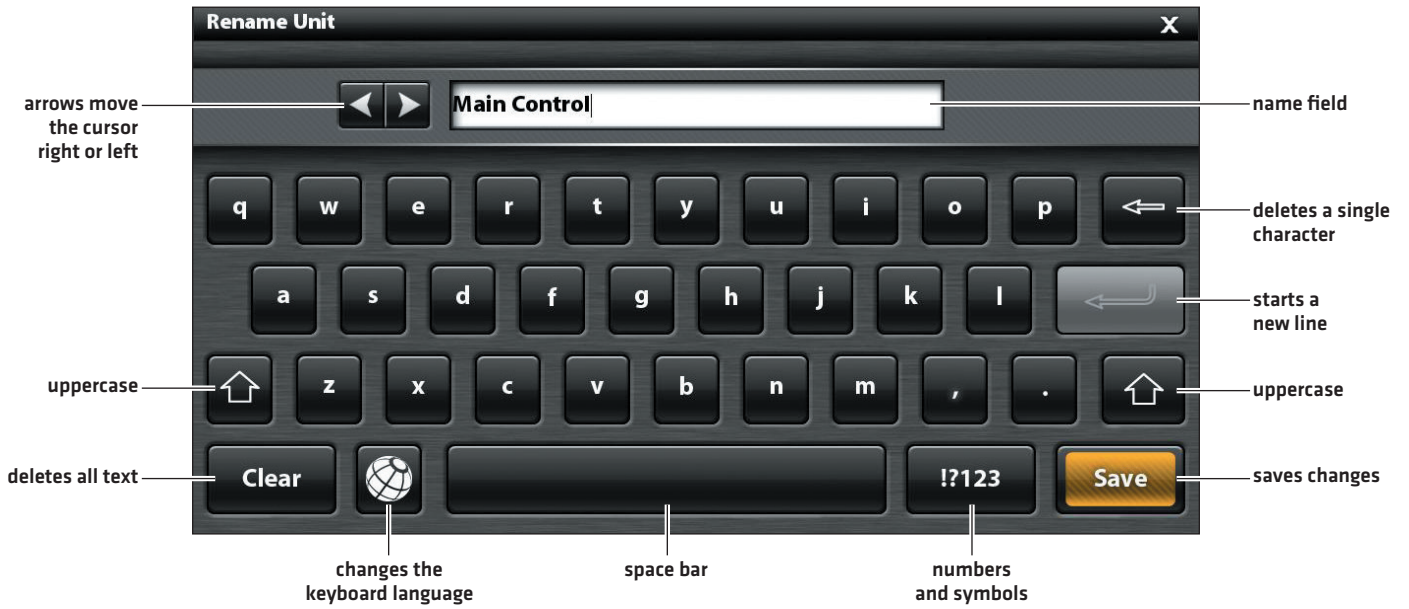 Rename Unit X
arrows move
the cursor
right or left
Main Control
name field
q w e r t y u i o p
deletes a single
character
a s d f g h j k l
starts a
new line
uppercase
z x c v b n m , .
uppercase
deletes all text
Clear
!?123
Save
saves changes
changes the
keyboard language
space bar
numbers
and symbols